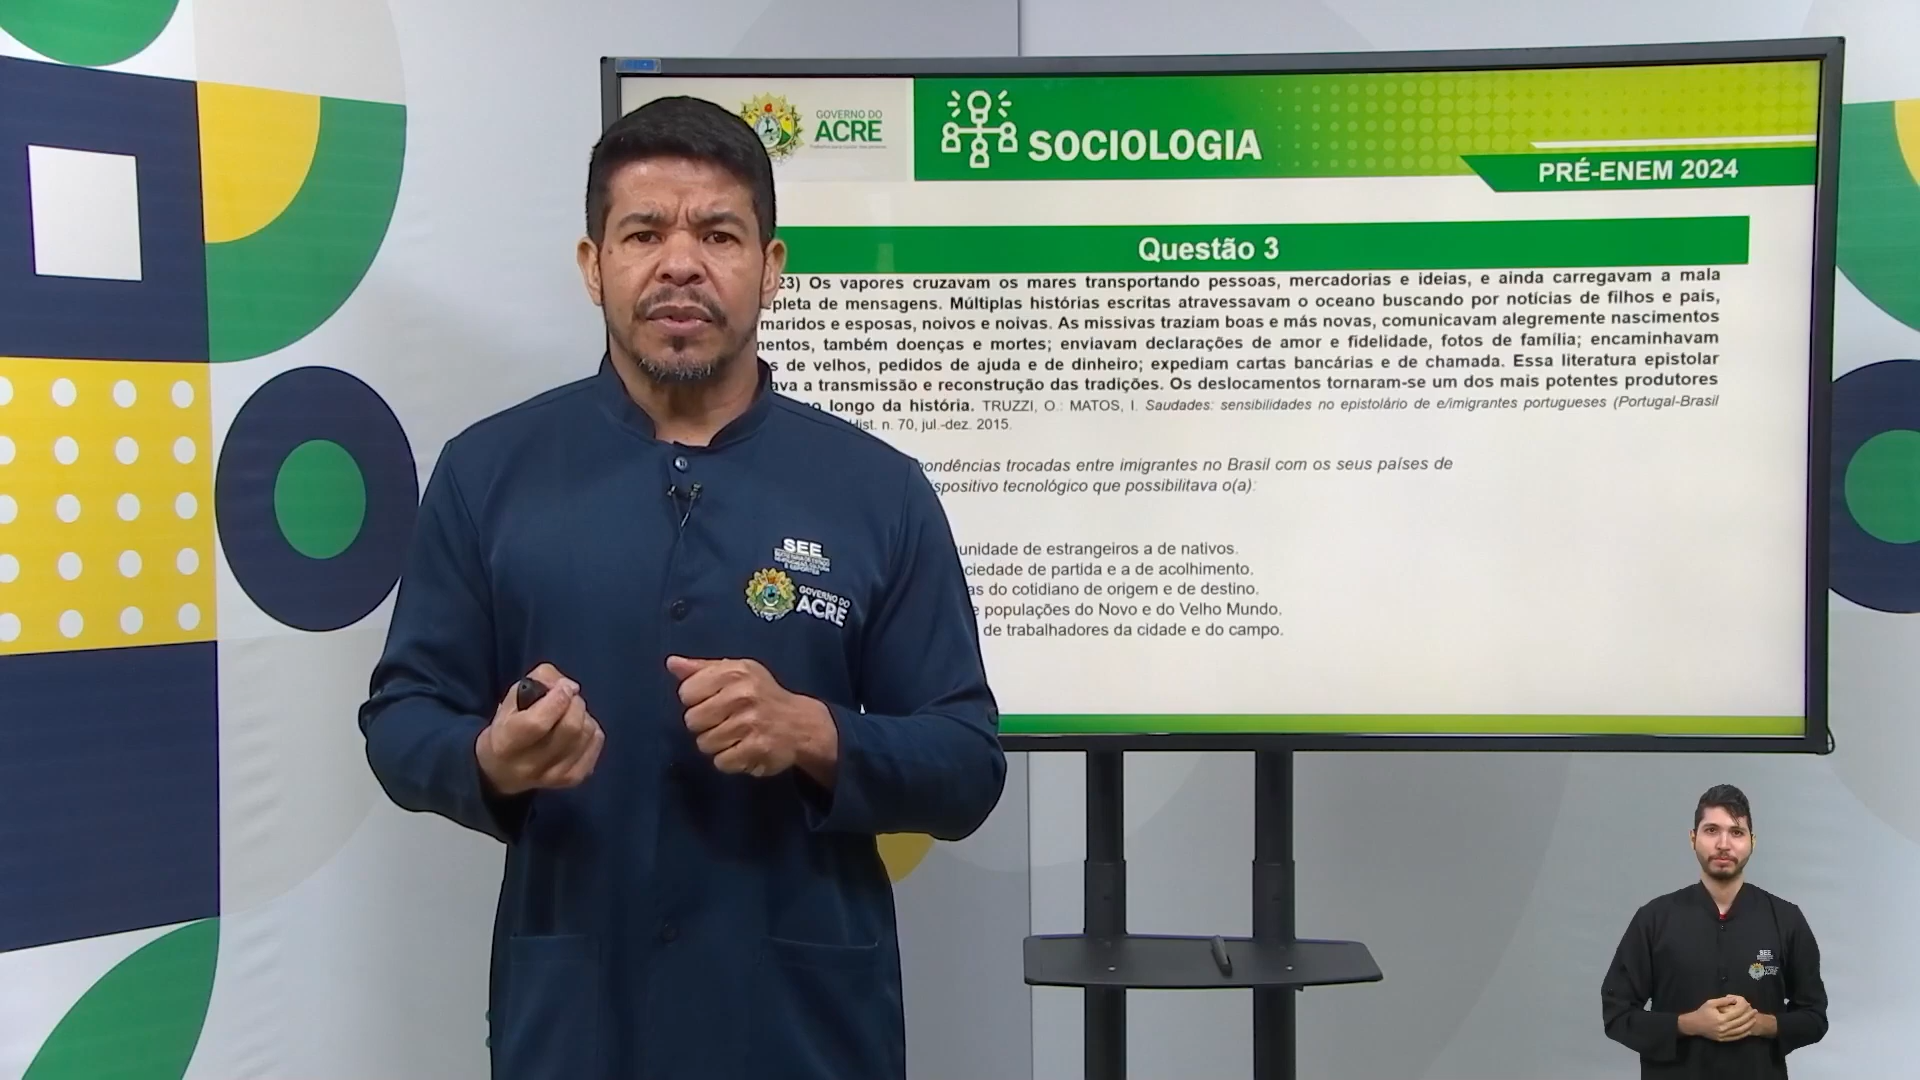 GOVERNO DO
ACRE
SOCIOLOGIA
PRÉ-ENEM 2024
Questão 3
23) Os vapores cruzavam os mares transportando pessoas, mercadorias e ideias, e ainda carregavam a mala
epleta de mensagens. Múltiplas histórias escritas atravessavam o oceano buscando por notícias de filhos e pais,
maridos e esposas, noivos e noivas. As missivas traziam boas e más novas, comunicavam alegremente nascimentos
mentos, também doenças e mortes; enviavam declarações de amor e fidelidade, fotos de família; encaminhavam
s de velhos, pedidos de ajuda e de dinheiro; expediam cartas bancárias e de chamada. Essa literatura epistolar
ava a transmissão e reconstrução das tradições. Os deslocamentos tornaram-se um dos mais potentes produtores
o longo da história. TRUZZI, O.: MATOS, I. Saudades: sensibilidades no epistolário de e/imigrantes portugueses (Portugal-Brasil
Hist. n. 70, jul.-dez. 2015.
pondências trocadas entre imigrantes no Brasil com os seus países de
ispositivo tecnológico que possibilitava o(a):
unidade de estrangeiros a de nativos.
ciedade de partida e a de acolhimento.
as do cotidiano de origem e de destino.
e populações do Novo e do Velho Mundo.
de trabalhadores da cidade e do campo.
SEE
GOVERNO DO
ACRE
SEE
ACRE